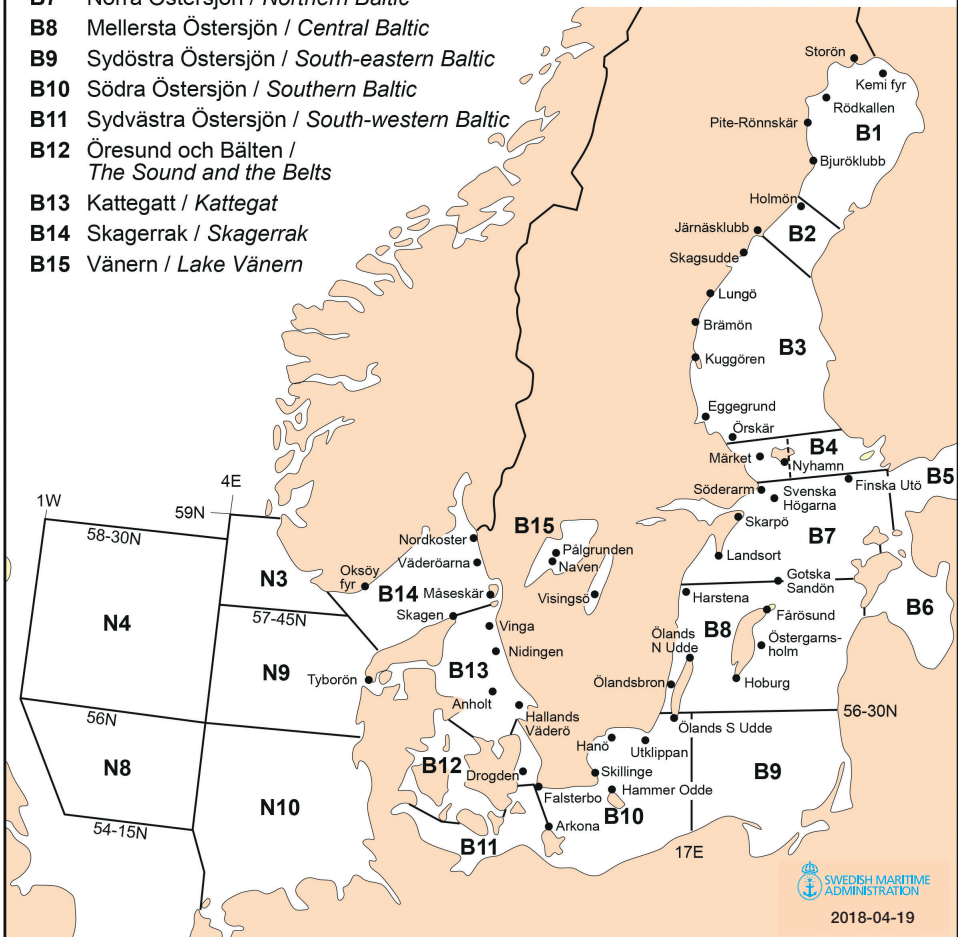 B7 Norra Östersjön / Northern Baltic
B8 Mellersta Östersjön / Central Baltic
B9 Sydöstra Östersjön / South-eastern Baltic
B10 Södra Östersjön / Southern Baltic
B11 Sydvästra Östersjön / South-western Baltic
B12 Öresund och Bälten /
The Sound and the Belts
B13 Kattegatt / Kattegat
B14 Skagerrak / Skagerrak
B15 Vänern / Lake Vänern
Storön
Kemi fyr
Rödkallen
Pite-Rönnskär
B1
Bjuröklubb
Holmön
Järnäsklubb
B2
Skagsudde
Lungö
Brämön
B3
Kuggören
Eggegrund
Örskär
B4
Märket
Nyhamn
B5
Finska Utö
Söderarm
Svenska
Högarna
Skarpö
B7
Landsort
Gotska
Sandön
Harstena
B6
Fårösund
B8
Östergarns-
holm
Ölands
N Udde
Hoburg
Ölandsbron
56-30N
Ölands S Udde
Hanö
Utklippan
B9
Skillinge
Hammer Odde
B10
17E
1W
4E
59N
58-30N
N3
N4
57-45N
N9
56N
N8
N10
54-15N
B15
Nordkoster
Pålgrunden
Naven
Väderöarna
Oksöy
fyr
B14
Måseskär
Visingsö
Skagen
Vinga
Nidingen
B13
Tyborön
Anholt
Hallands
Väderö
B12
Drogden
Falsterbo
Arkona
B11
SWEDISH MARITIME
ADMINISTRATION
2018-04-19